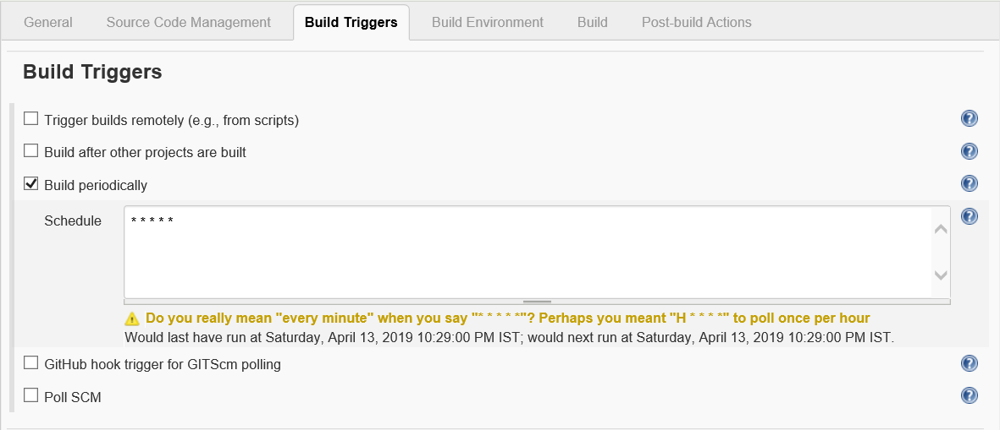 General Source Code Management Build Triggers Build Environment Build Post-build Actions
Build Triggers
Trigger builds remotely (e.g., from scripts)
Build after other projects are built
Build periodically
Schedule * * * * *
Do you really mean "every minute" when you say "* * * * *"? Perhaps you meant "H * * * *" to poll once per hour
Would last have run at Saturday, April 13, 2019 10:29:00 PM IST; would next run at Saturday, April 13, 2019 10:29:00 PM IST.
GitHub hook trigger for GITScm polling
Poll SCM